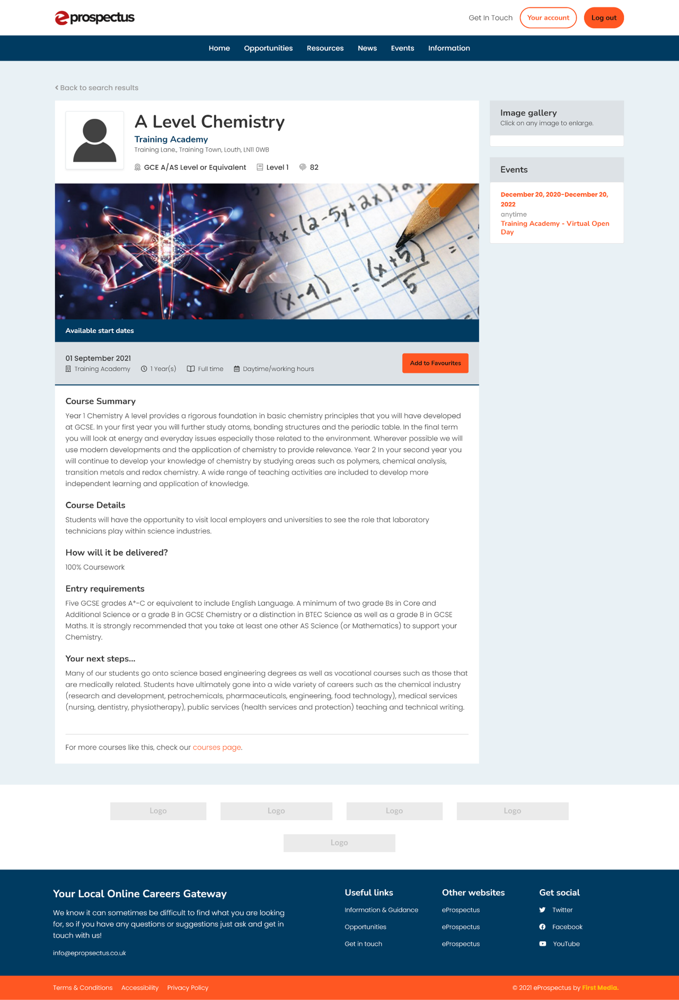 eprospectus
Get In Touch
Your account
Log out
Home
Opportunities
Resources
News
Events
Information
Back to search results
A Level Chemistry
Training Academy
Training Lane., Training Town, Louth, LN11 0WB
GCE A/AS Level or Equivalent
Level 1
82
(4x-(2-5y+2x)+2
(x-4) = (x+5)
5
Available start dates
01 September 2021
Training Academy
1 Year(s)
Full time
Daytime/working hours
Add to Favourites
Course Summary
Year 1 Chemistry A level provides a rigorous foundation in basic chemistry principles that you will have developed
at GCSE. In your first year you will further study atoms, bonding structures and the periodic table. In the final term
you will look at energy and everyday issues especially those related to the environment. Wherever possible we will
use modern developments and the application of chemistry to provide relevance. Year 2 In your second year you
will continue to develop your knowledge of chemistry by studying areas such as polymers, chemical analysis,
transition metals and redox chemistry. A wide range of teaching activities are included to develop more
independent learning and application of knowledge.
Course Details
Students will have the opportunity to visit local employers and universities to see the role that laboratory
technicians play within science industries.
How will it be delivered?
100% Coursework
Entry requirements
Five GCSE grades A*-C or equivalent to include English Language. A minimum of two grade Bs in Core and
Additional Science or a grade B in GCSE Chemistry or a distinction in BTEC Science as well as a grade B in GCSE
Maths. It is strongly recommended that you take at least one other AS Science (or Mathematics) to support your
Chemistry.
Your next steps...
Many of our students go onto science based engineering degrees as well as vocational courses such as those that
are medically related. Students have ultimately gone into a wide variety of careers such as the chemical industry
(research and development, petrochemicals, pharmaceuticals, engineering, food technology), medical services
(nursing, dentistry, physiotherapy), public services (health services and protection) teaching and technical writing.
For more courses like this, check our courses page.
Image gallery
Click on any image to enlarge.
Events
December 20, 2020-December 20,
2022
anytime
Training Academy - Virtual Open
Day
Logo
Logo
Logo
Logo
Logo
Your Local Online Careers Gateway
We know it can sometimes be difficult to find what you are looking
for, so if you have any questions or suggestions just ask and get in
touch with us!
info@epropsectus.co.uk
Useful links
Information & Guidance
Opportunities
Get in touch
Other websites
eProspectus
eProspectus
eProspectus
Get social
Twitter
Facebook
YouTube
Terms & Conditions
Accessibility
Privacy Policy
© 2021 eProspectus by First Media.